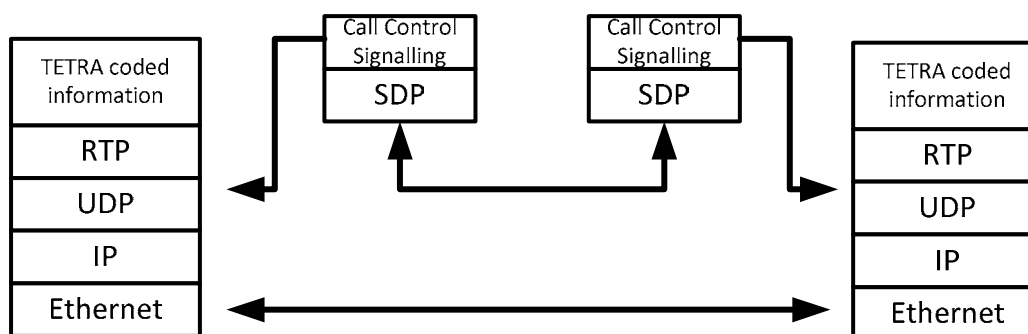 TETRA coded
information
RTP
UDP
IP
Ethernet
Call Control
Signalling
SDP
Call Control
Signalling
SDP
TETRA coded
information
RTP
UDP
IP
Ethernet